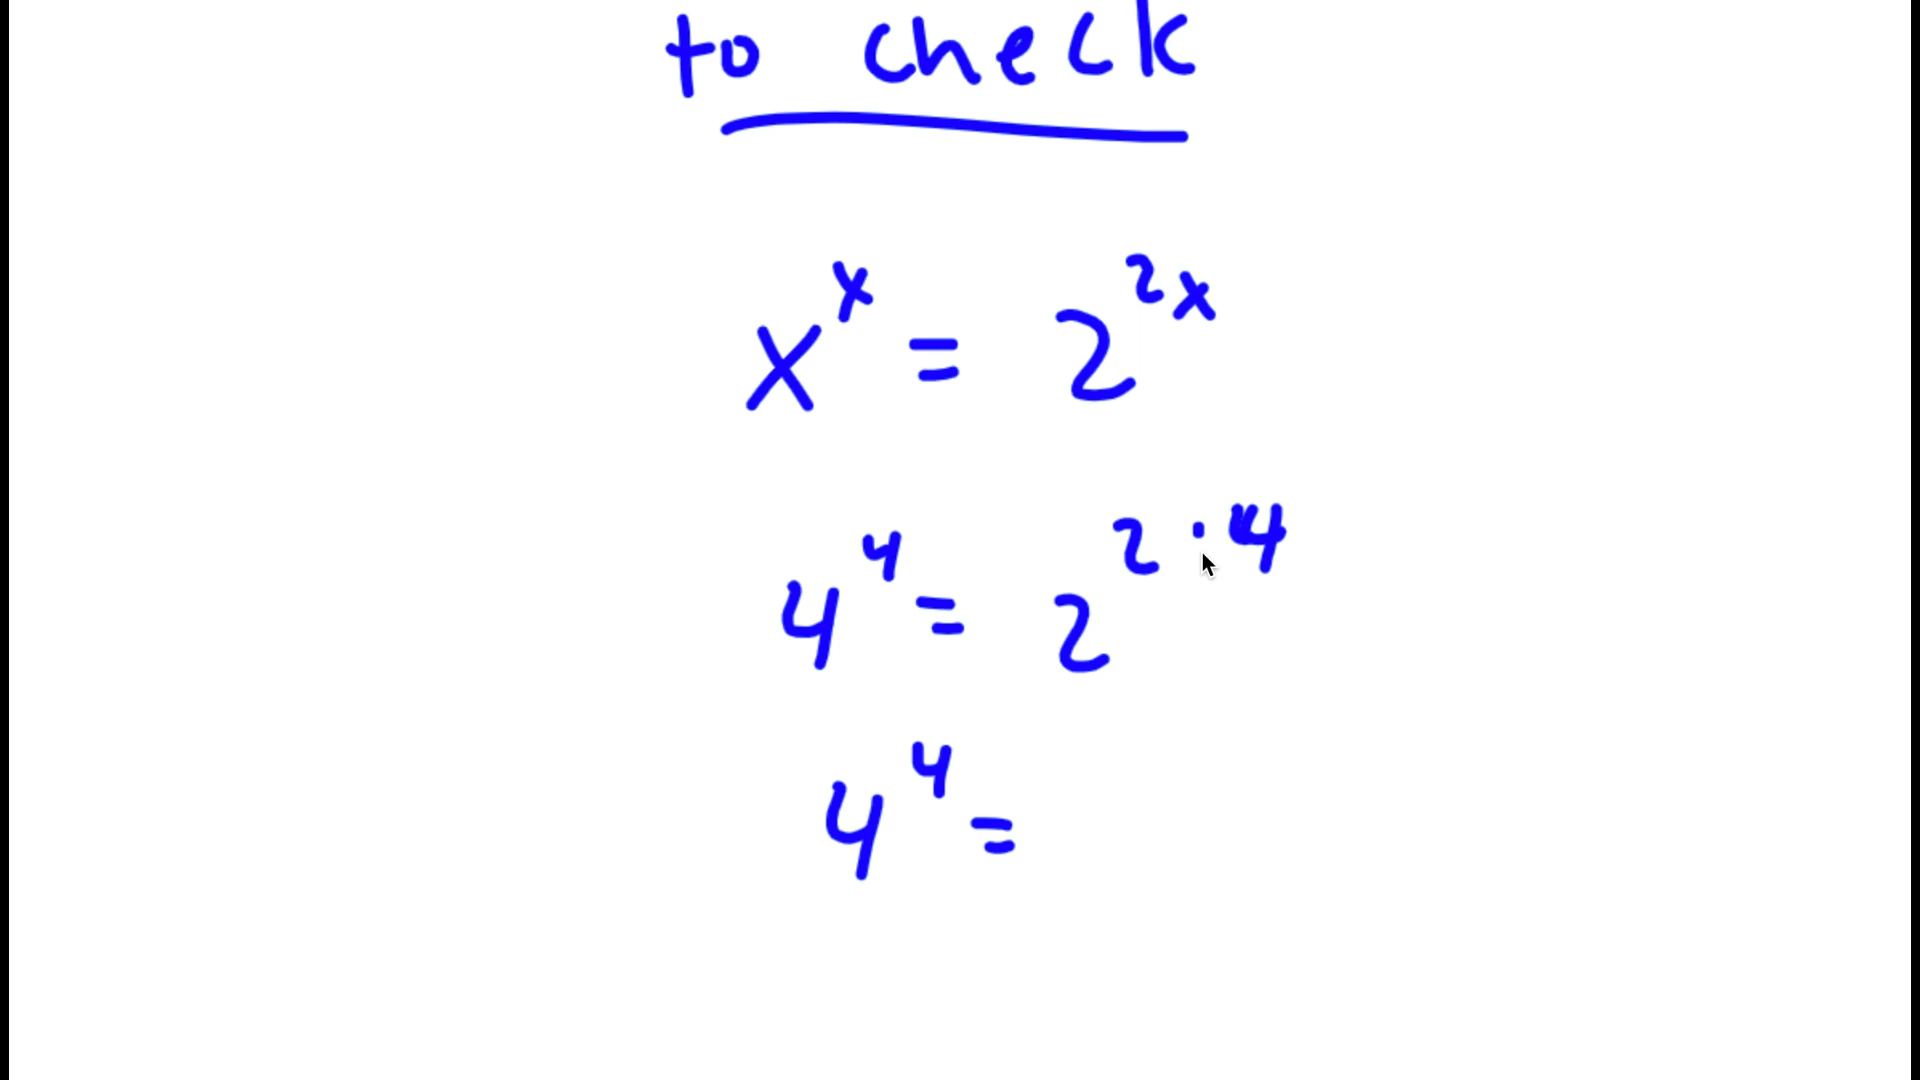 to check
x^x = 2^2x
4^4 = 2^2·4
4^4 =